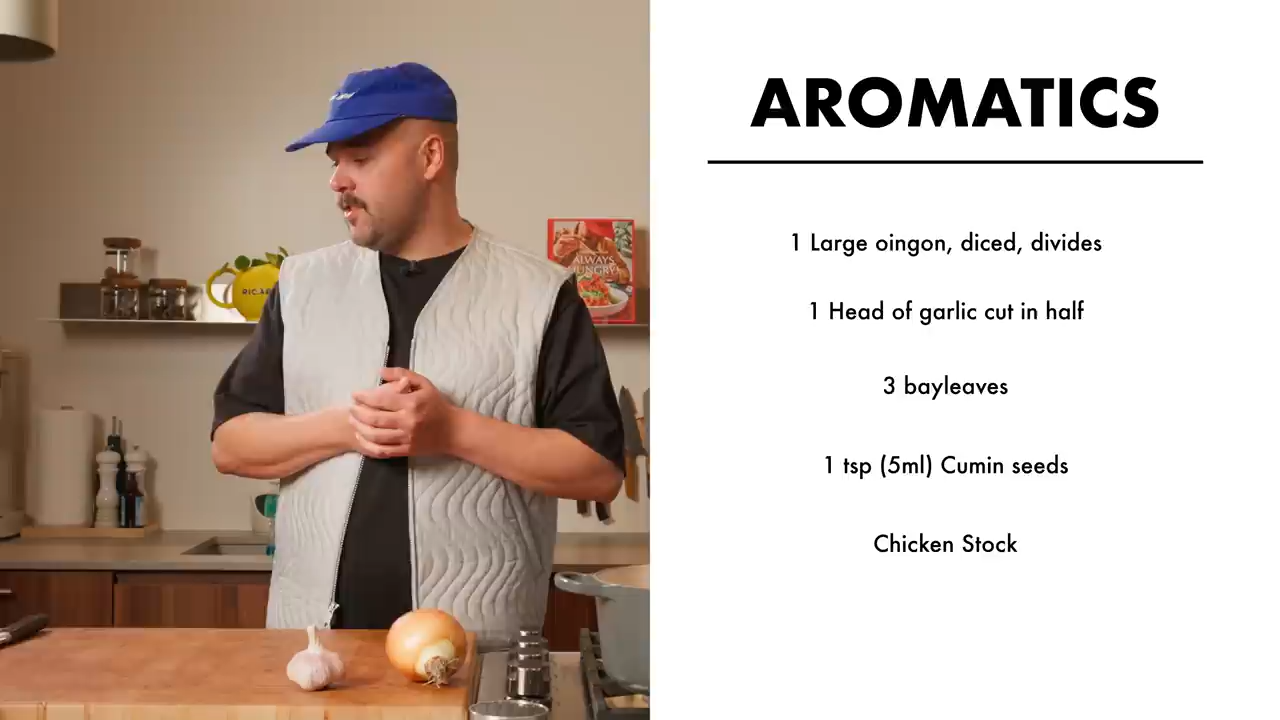 AROMATICS
1 Large oingon, diced, divides
1 Head of garlic cut in half
3 bayleaves
1 tsp (5ml) Cumin seeds
Chicken Stock
ALWAYS
HUNGRY!